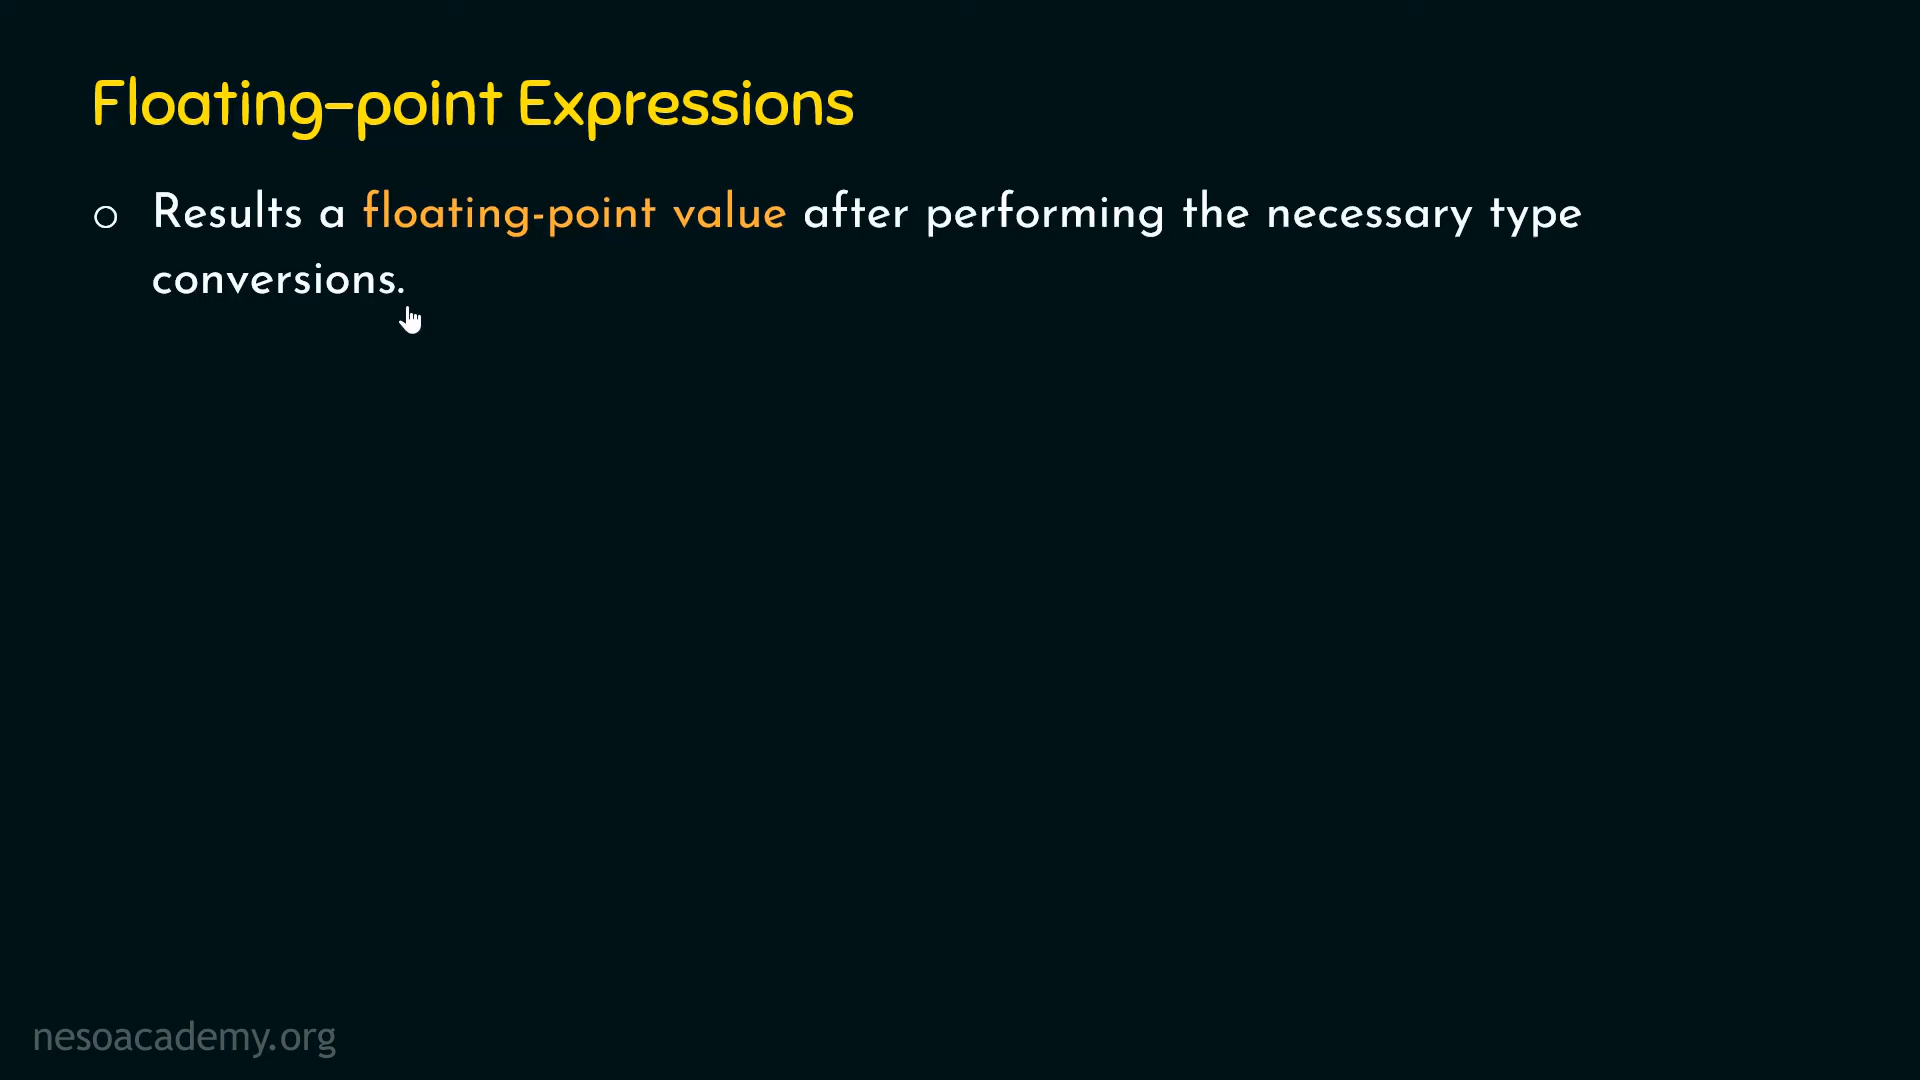 Floating-point Expressions
○ Results a floating-point value after performing the necessary type
conversions.
nesoacademy.org